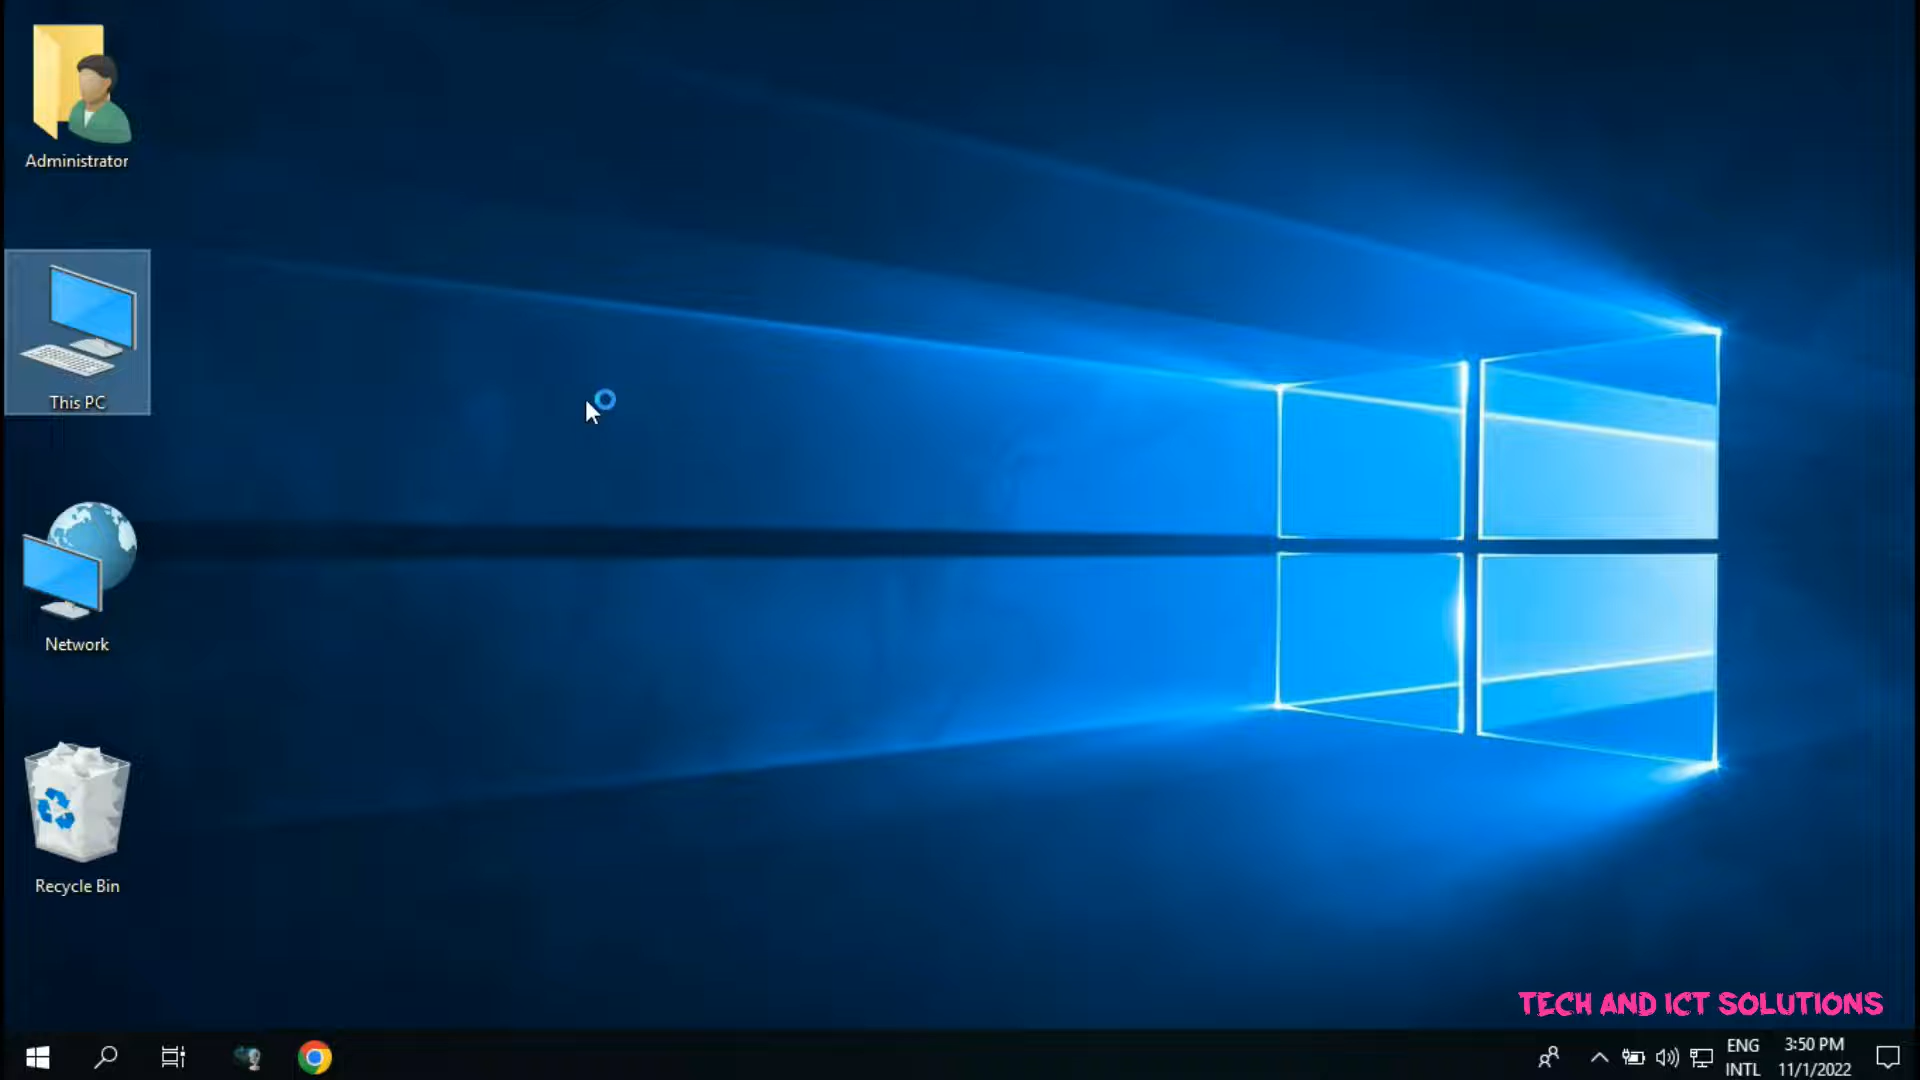 Administrator
This PC
Network
Recycle Bin
TECH AND ICT SOLUTIONS
ENG
INTL
3:50 PM
11/1/2022